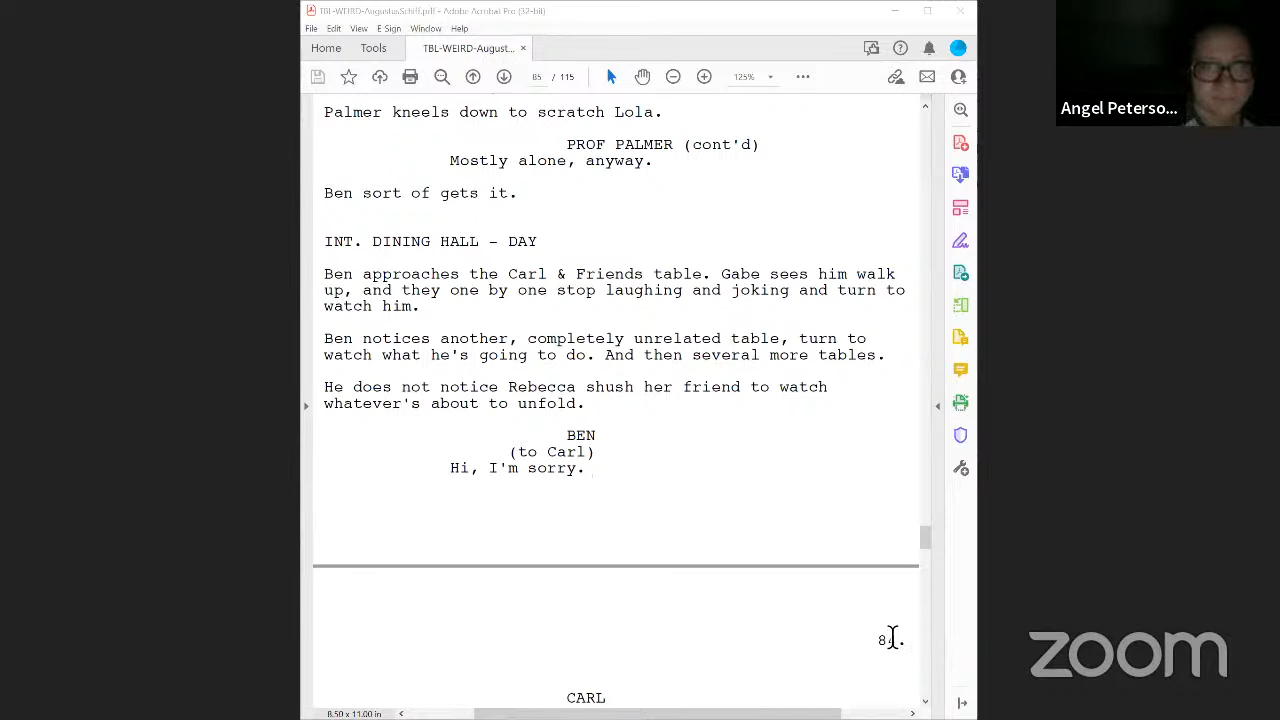 TBL-WEIRD-AugustusSchiff.pdf - Adobe Acrobat Pro (32-bit)
File Edit View E Sign Window Help
Home Tools TBL-WEIRD-August... ×
85 / 115 125%
Angel Peterso...
Palmer kneels down to scratch Lola.
PROF PALMER (cont'd)
Mostly alone, anyway.
Ben sort of gets it.
INT. DINING HALL - DAY
Ben approaches the Carl & Friends table. Gabe sees him walk
up, and they one by one stop laughing and joking and turn to
watch him.
Ben notices another, completely unrelated table, turn to
watch what he's going to do. And then several more tables.
He does not notice Rebecca shush her friend to watch
whatever's about to unfold.
BEN
(to Carl)
Hi, I'm sorry.
CARL
8.50 x 11.00 in
zoom